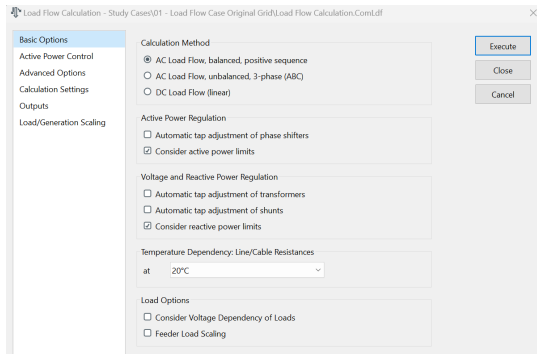 Load Flow Calculation - Study Cases\01 - Load Flow Case Original Grid\Load Flow Calculation.ComLdf
Basic Options
Active Power Control
Advanced Options
Calculation Settings
Outputs
Load/Generation Scaling
Calculation Method
AC Load Flow, balanced, positive sequence
AC Load Flow, unbalanced, 3-phase (ABC)
DC Load Flow (linear)
Active Power Regulation
Automatic tap adjustment of phase shifters
Consider active power limits
Voltage and Reactive Power Regulation
Automatic tap adjustment of transformers
Automatic tap adjustment of shunts
Consider reactive power limits
Temperature Dependency: Line/Cable Resistances
at 20°C
Load Options
Consider Voltage Dependency of Loads
Feeder Load Scaling
Execute
Close
Cancel